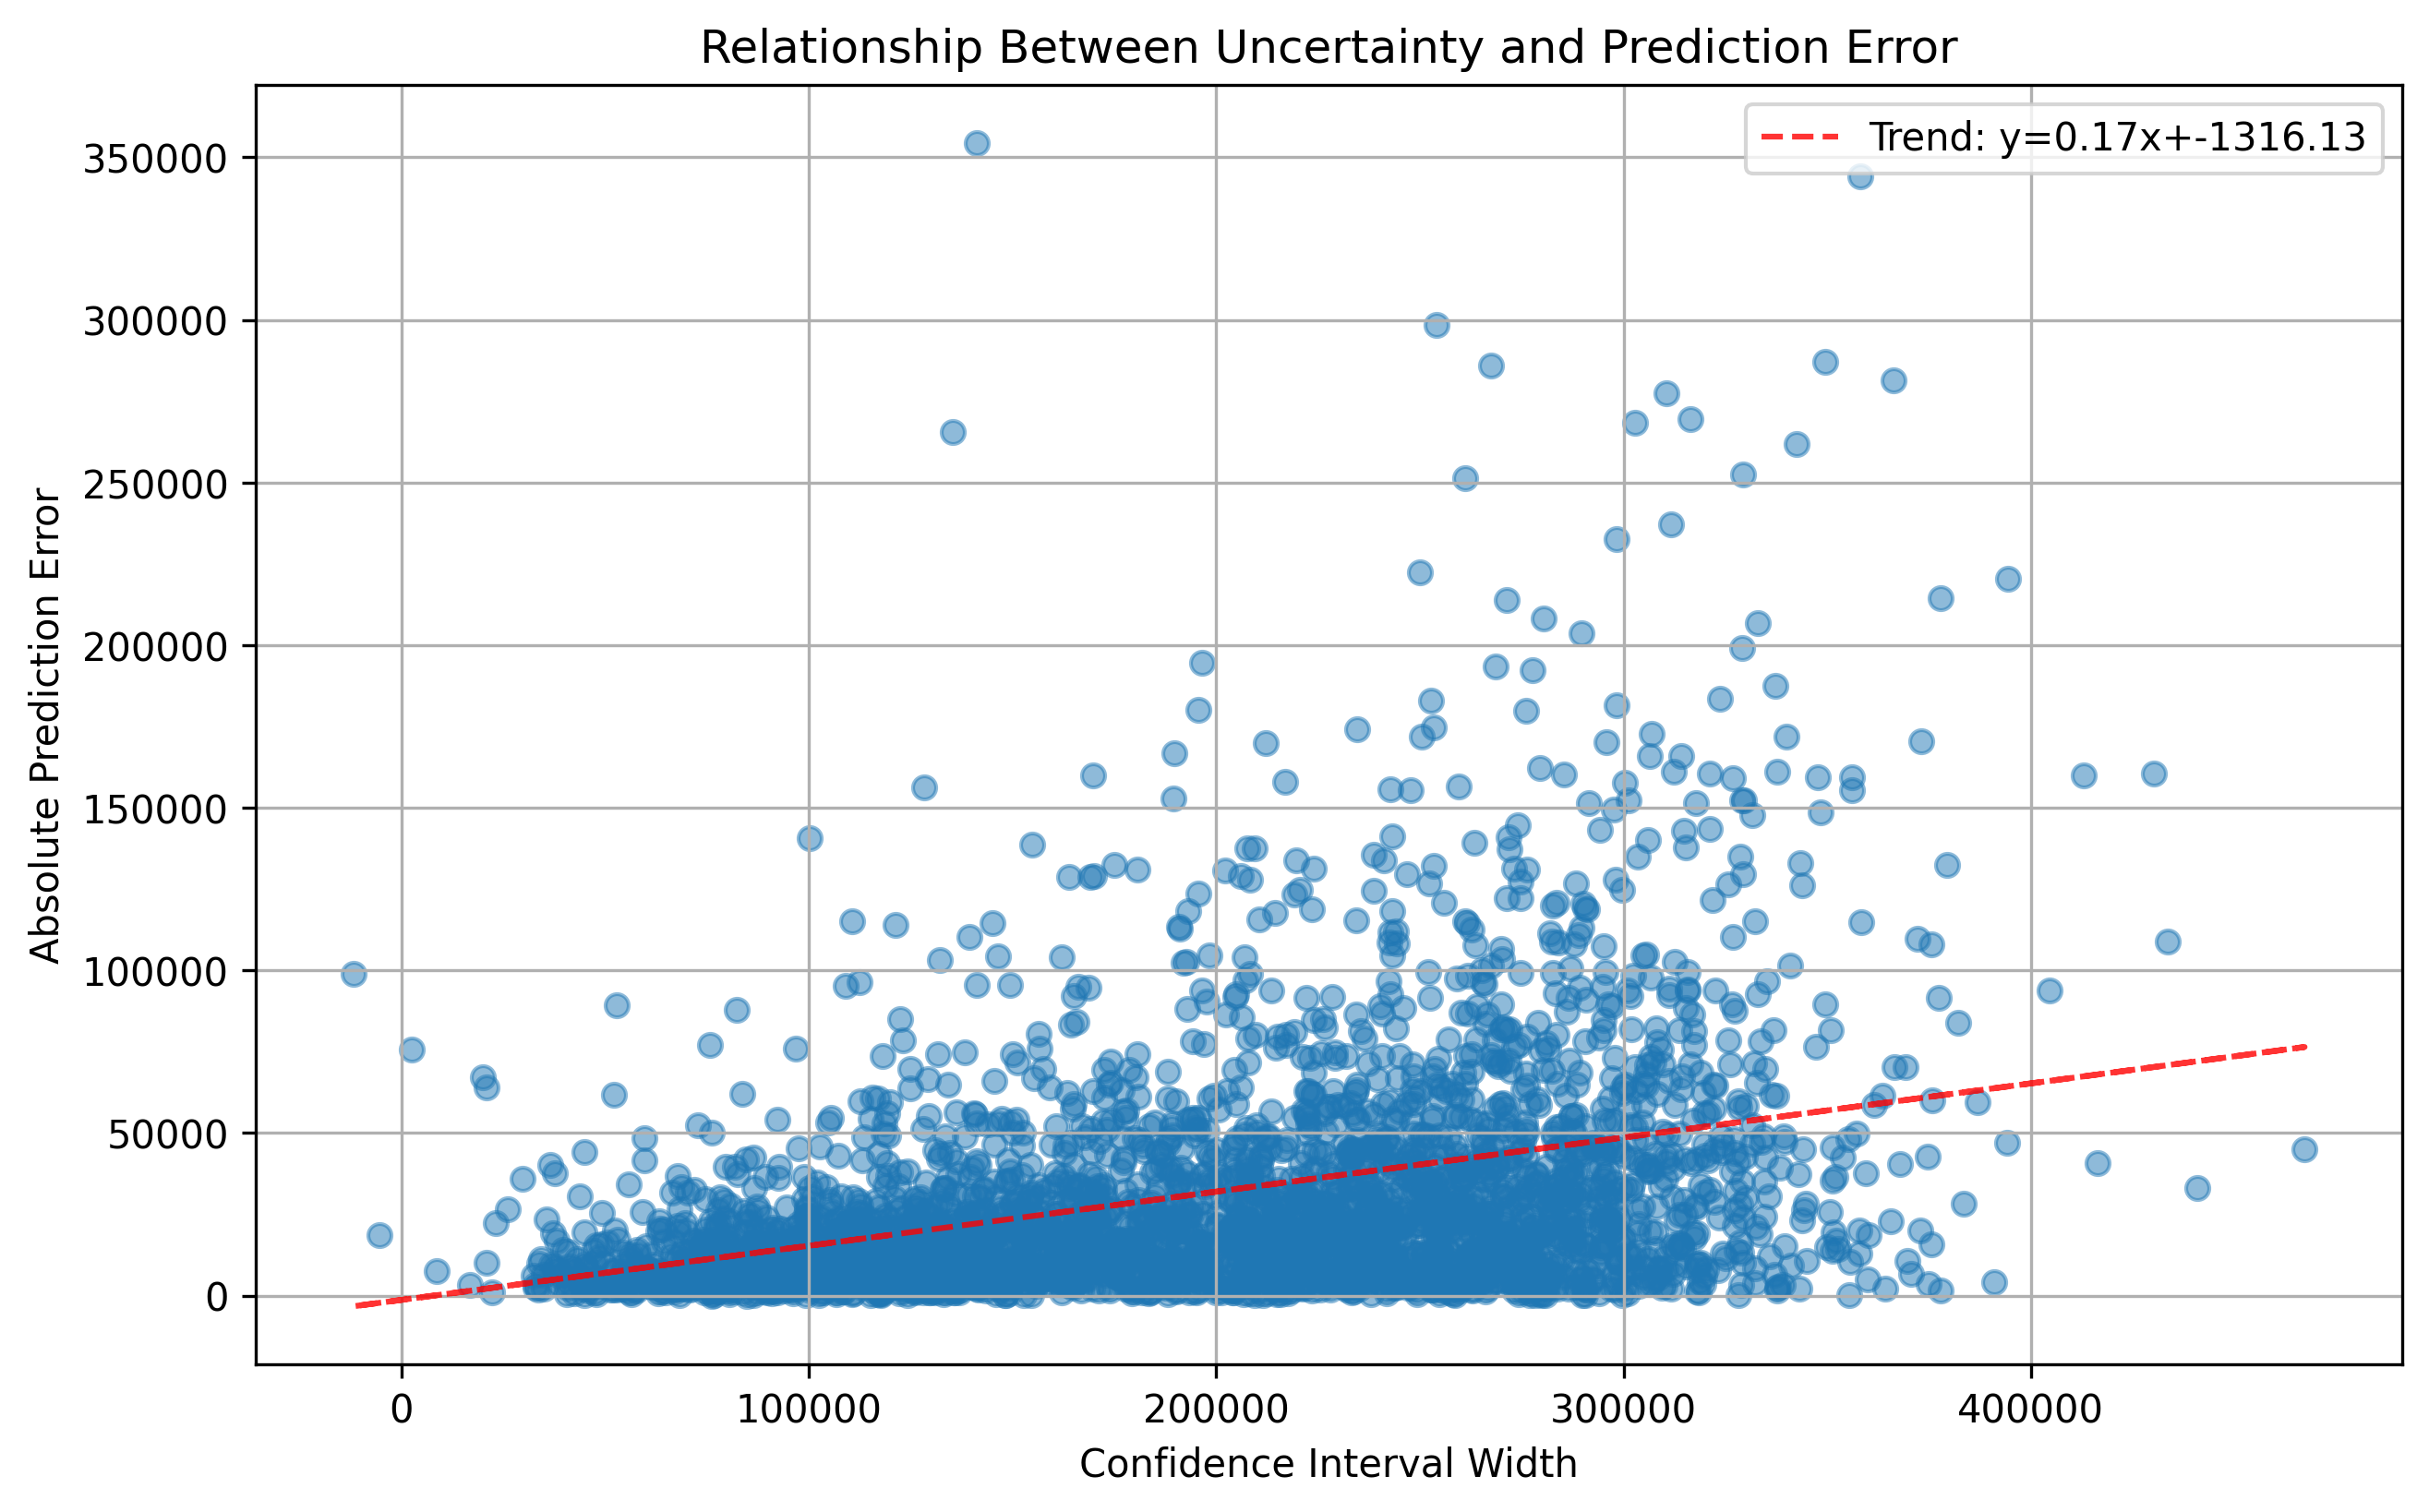 Relationship Between Uncertainty and Prediction Error
Trend: y=0.17x+-1316.13
Absolute Prediction Error
350000
300000
250000
200000
150000
100000
50000
0
0 100000 200000 300000 400000
Confidence Interval Width